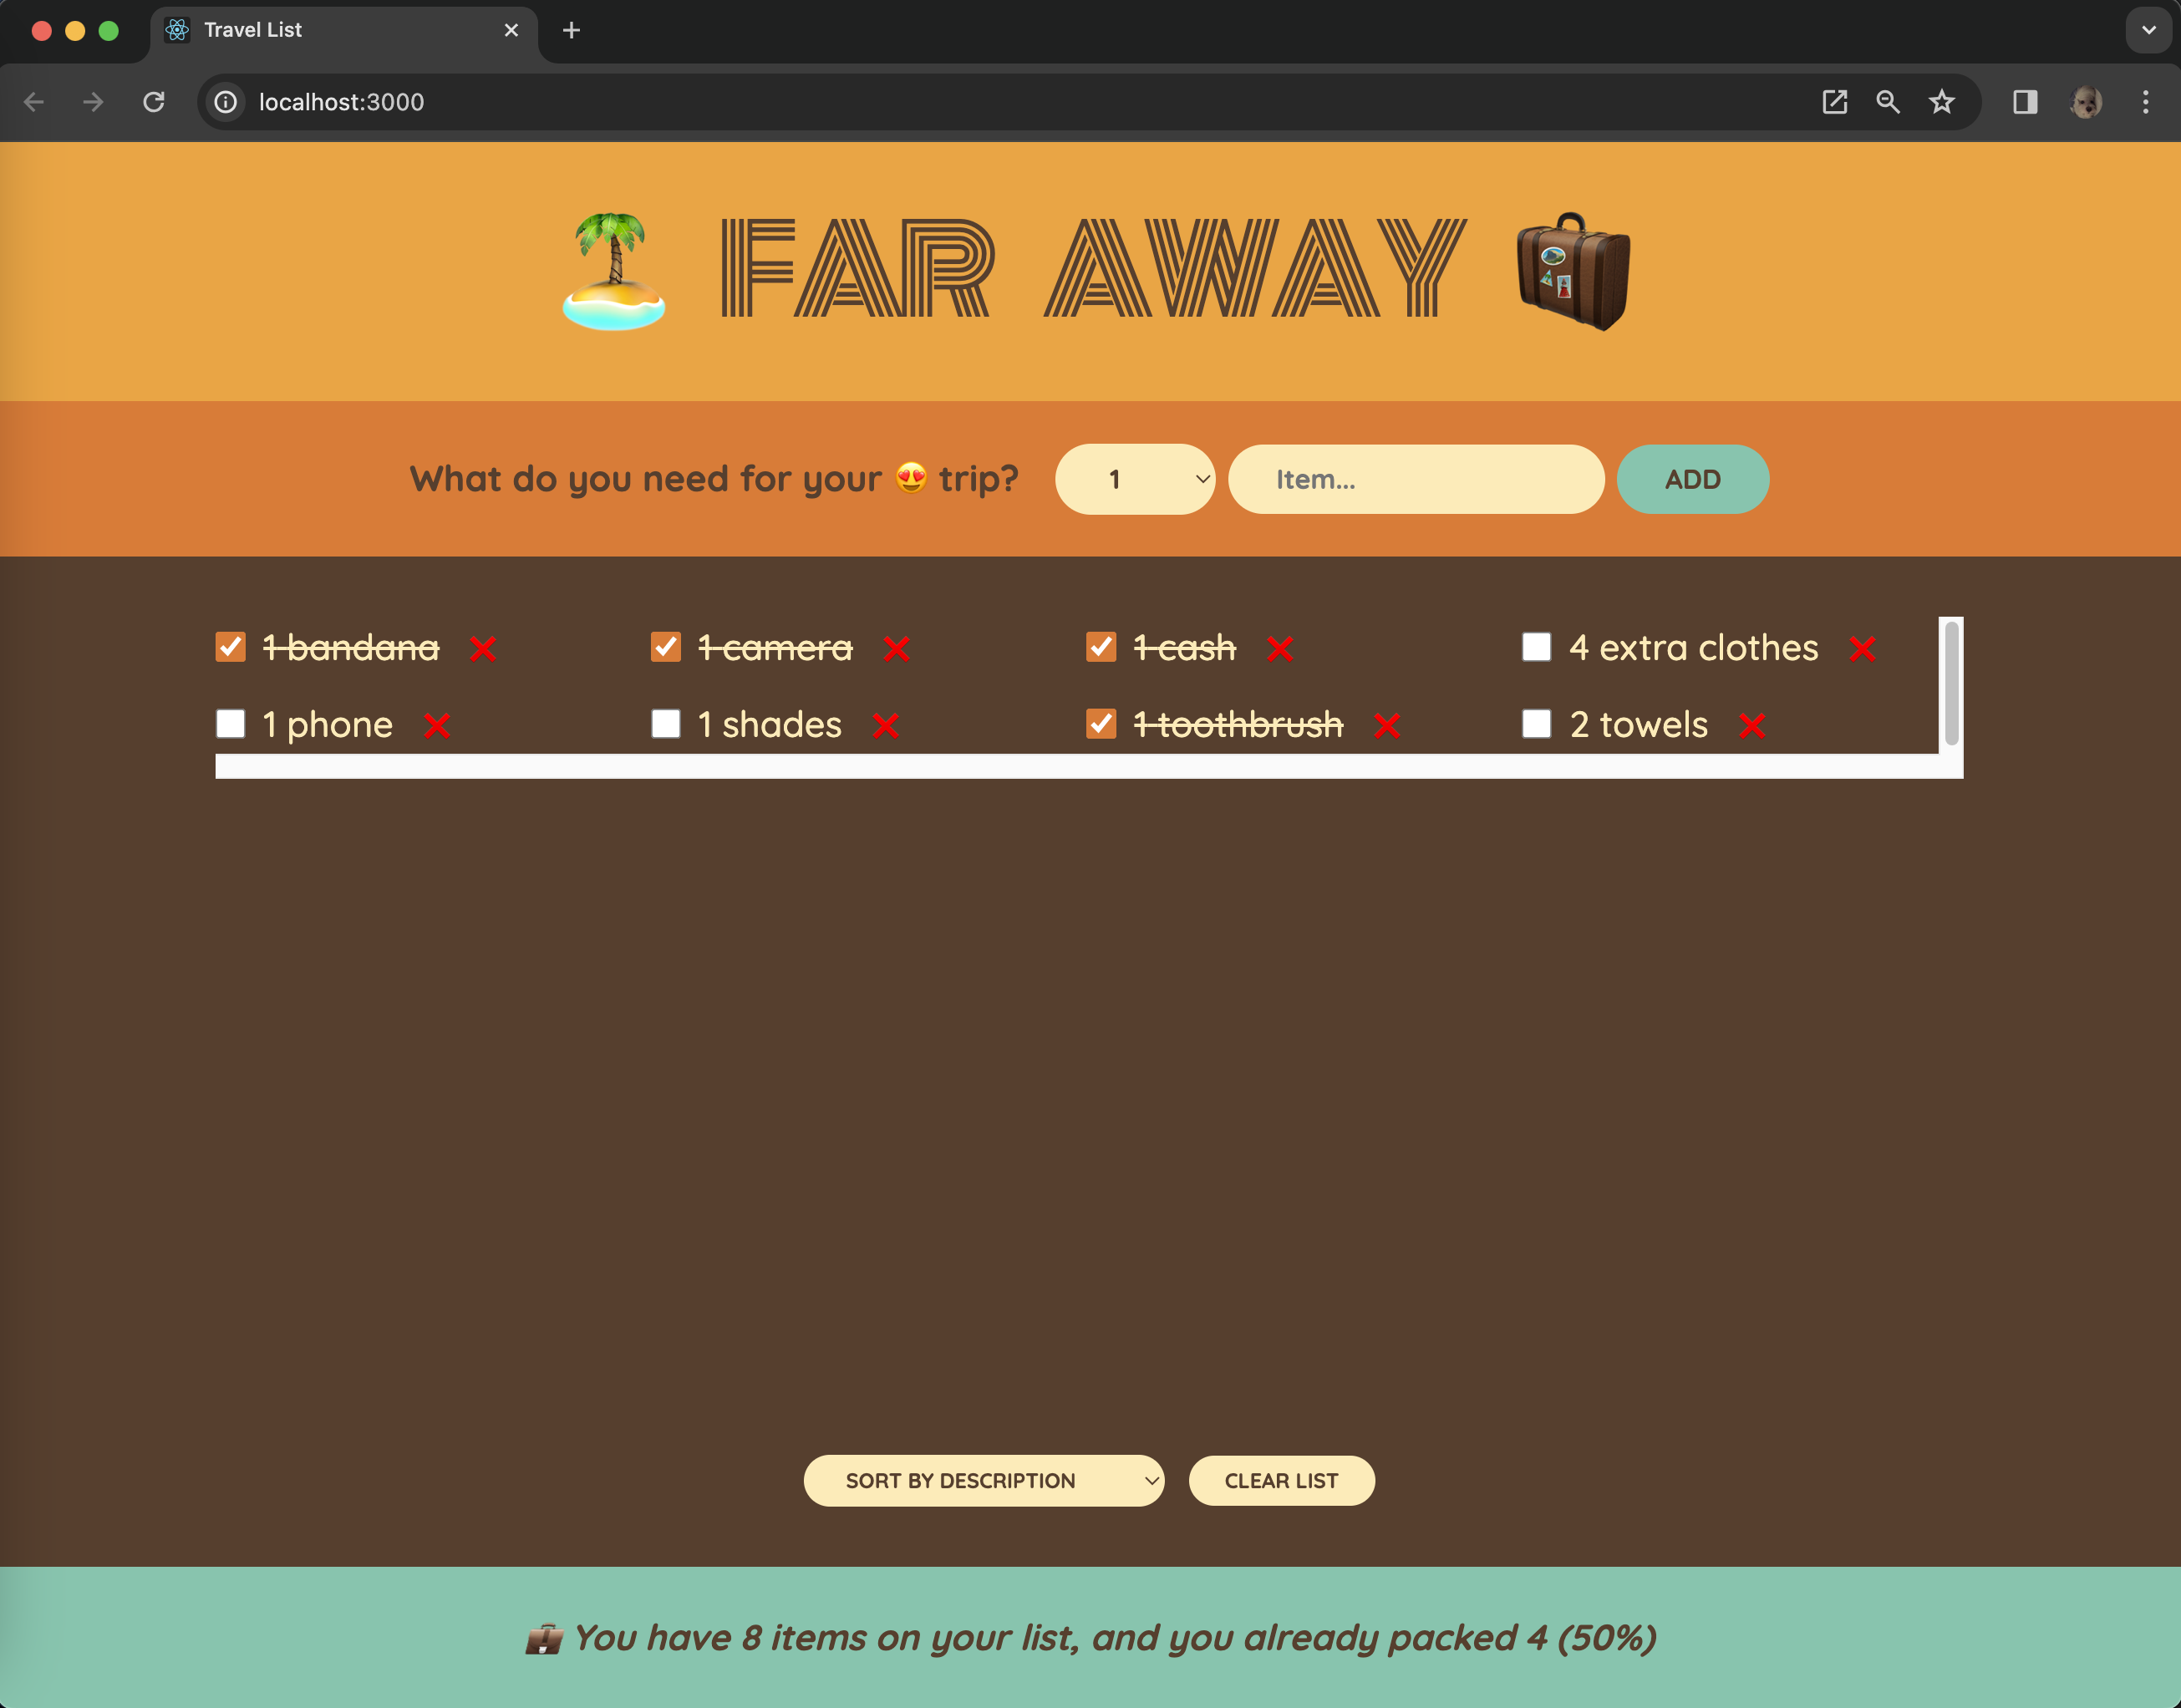 Travel List
localhost:3000
🏝️ FAR AWAY 🧳
What do you need for your 😍 trip? 1 Item... ADD
1 bandana ❌ 1 camera ❌ 1 cash ❌ 4 extra clothes ❌
1 phone ❌ 1 shades ❌ 1 toothbrush ❌ 2 towels ❌
SORT BY DESCRIPTION CLEAR LIST
💼 You have 8 items on your list, and you already packed 4 (50%)